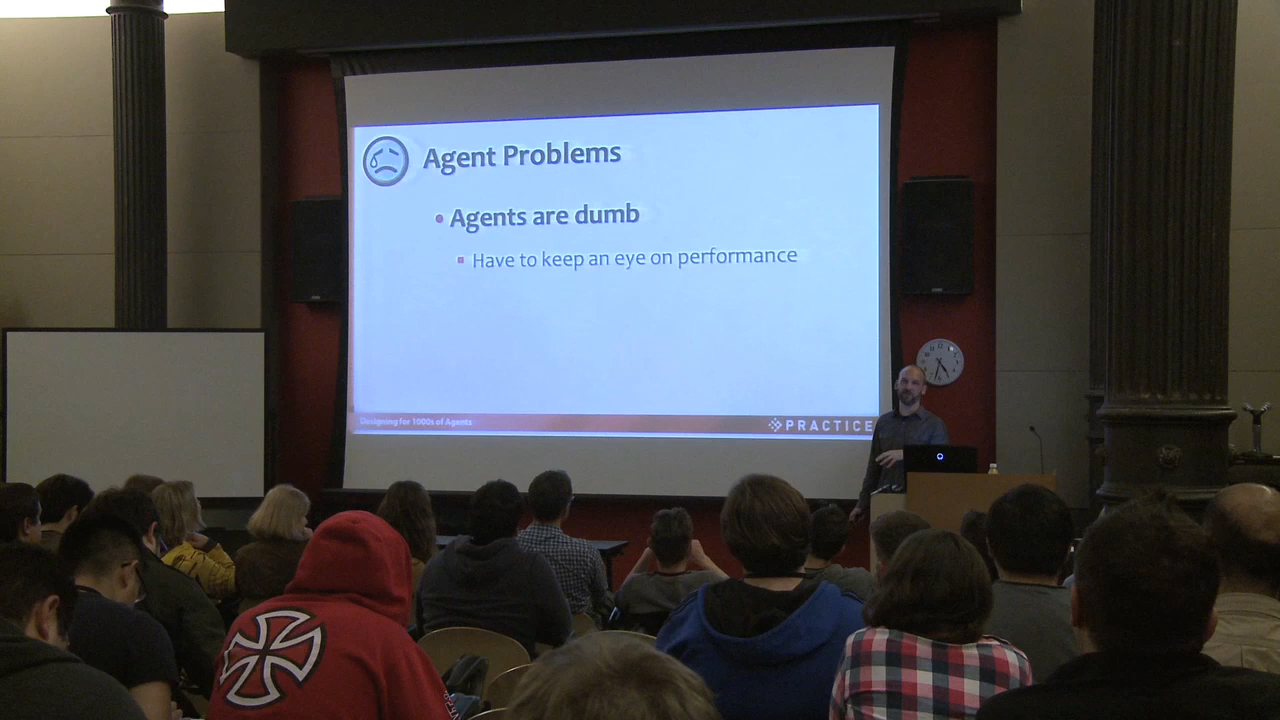 Agent Problems
• Agents are dumb
▪ Have to keep an eye on performance
Designing for 1000s of Agents
PRACTICE